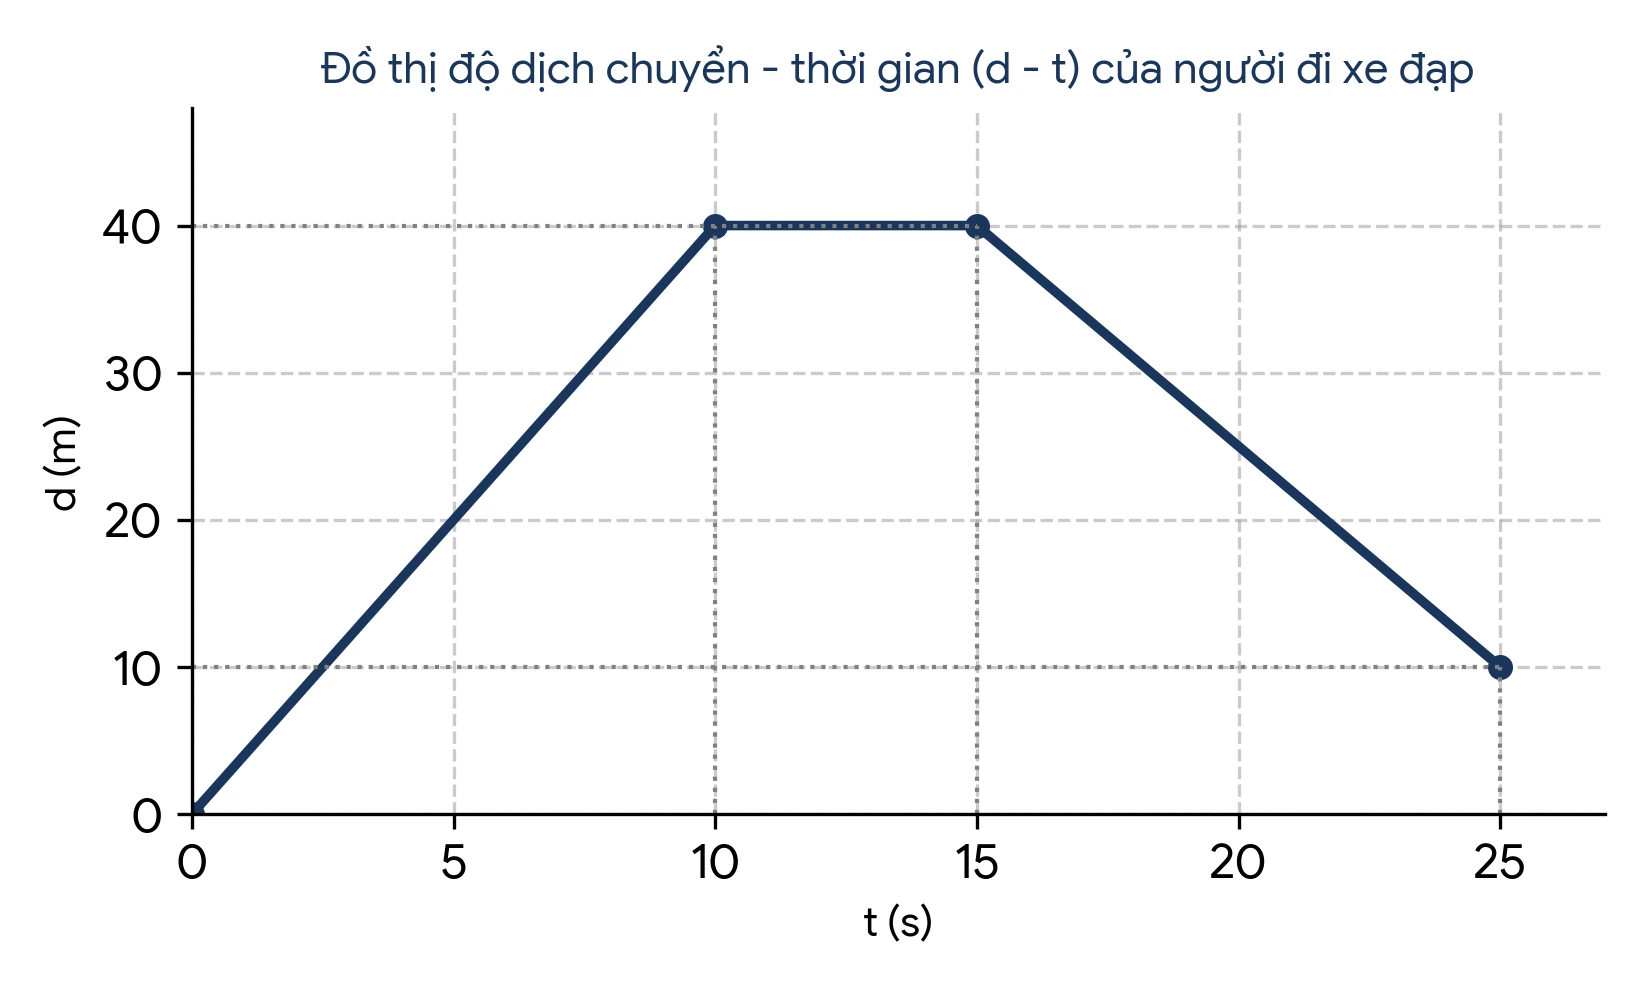 Đồ thị độ dịch chuyển - thời gian (d - t) của người đi xe đạp
40
30
20
10
0
d (m)
0 5 10 15 20 25
t (s)